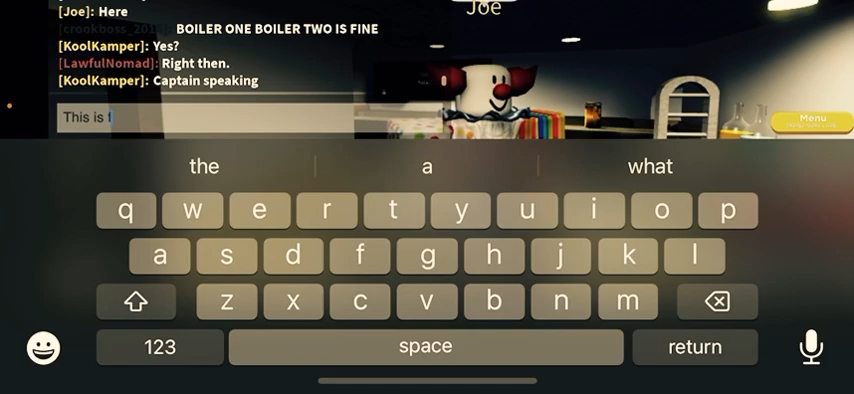 Joe
[Joe]: Here
[crookboss_201 BOILER ONE BOILER TWO IS FINE
[KoolKamper]: Yes?
[LawfulNomad]: Right then.
[KoolKamper]: Captain speaking
This is f
Menu
the a what
q w e r t y u i o p
a s d f g h j k l
z x c v b n m
123 space return